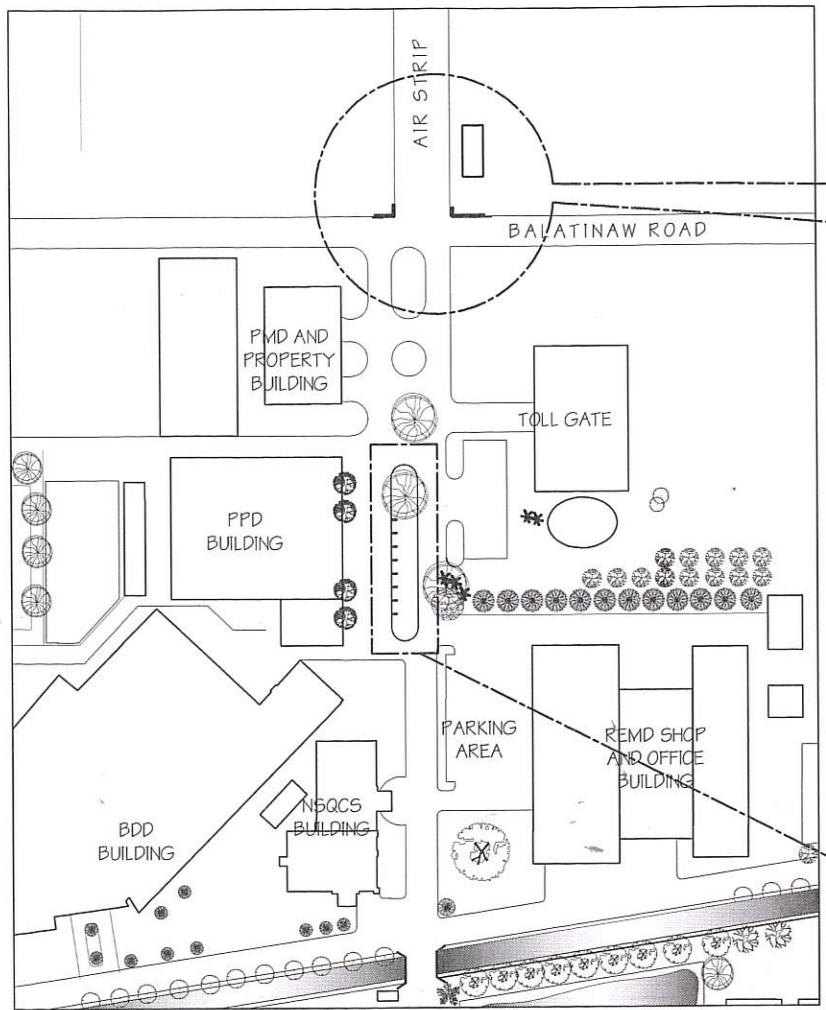 AIR STRIP
BALATINAW ROAD
PMD AND
PROPERTY
BUILDING
TOLL GATE
PPD
BUILDING
PARKING
AREA
REMD SHOP
AND OFFICE
BUILDING
NSQCS
BUILDING
BDD
BUILDING